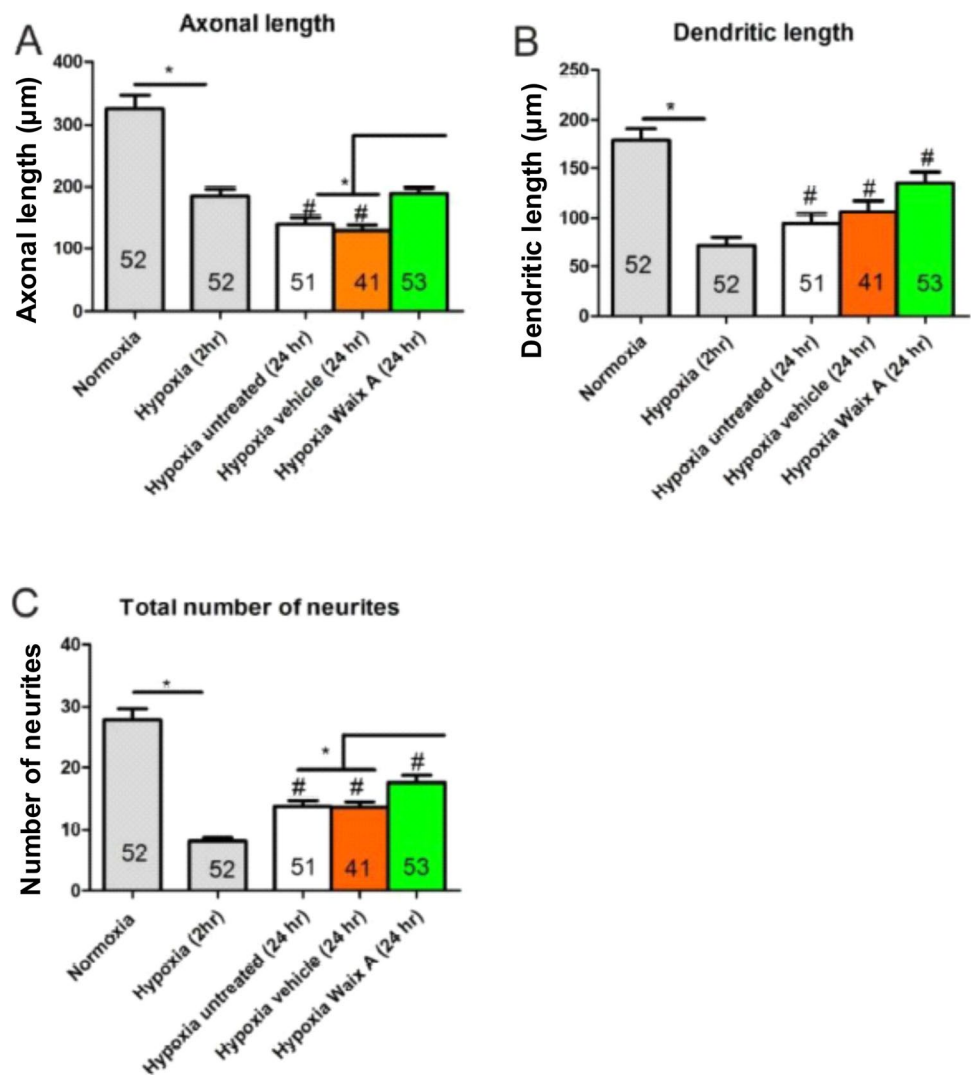 A
Axonal length
Axonal length (µm)
400
300
200
100
0
*
*
#
#
52
52
51
41
53
Normoxia
Hypoxia (2hr)
Hypoxia untreated (24 hr)
Hypoxia vehicle (24 hr)
Hypoxia Waix A (24 hr)
B
Dendritic length
Dendritic length (µm)
250
200
150
100
50
0
*
#
#
#
52
52
51
41
53
Normoxia
Hypoxia (2hr)
Hypoxia untreated (24 hr)
Hypoxia vehicle (24 hr)
Hypoxia Waix A (24 hr)
C
Total number of neurites
Number of neurites
40
30
20
10
0
*
*
#
#
#
52
52
51
41
53
Normoxia
Hypoxia (2hr)
Hypoxia untreated (24 hr)
Hypoxia vehicle (24 hr)
Hypoxia Waix A (24 hr)